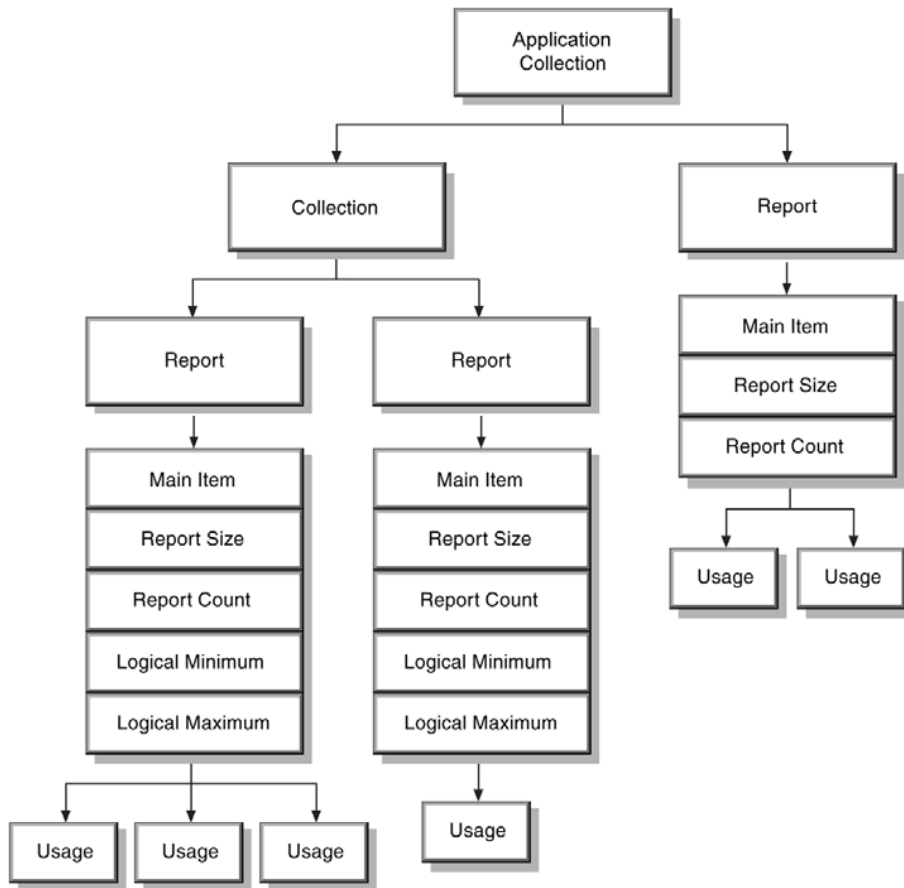 Application
Collection
Collection
Report
Report
Report
Main Item
Report Size
Report Count
Usage
Usage
Main Item
Report Size
Report Count
Logical Minimum
Logical Maximum
Main Item
Report Size
Report Count
Logical Minimum
Logical Maximum
Usage
Usage
Usage
Usage